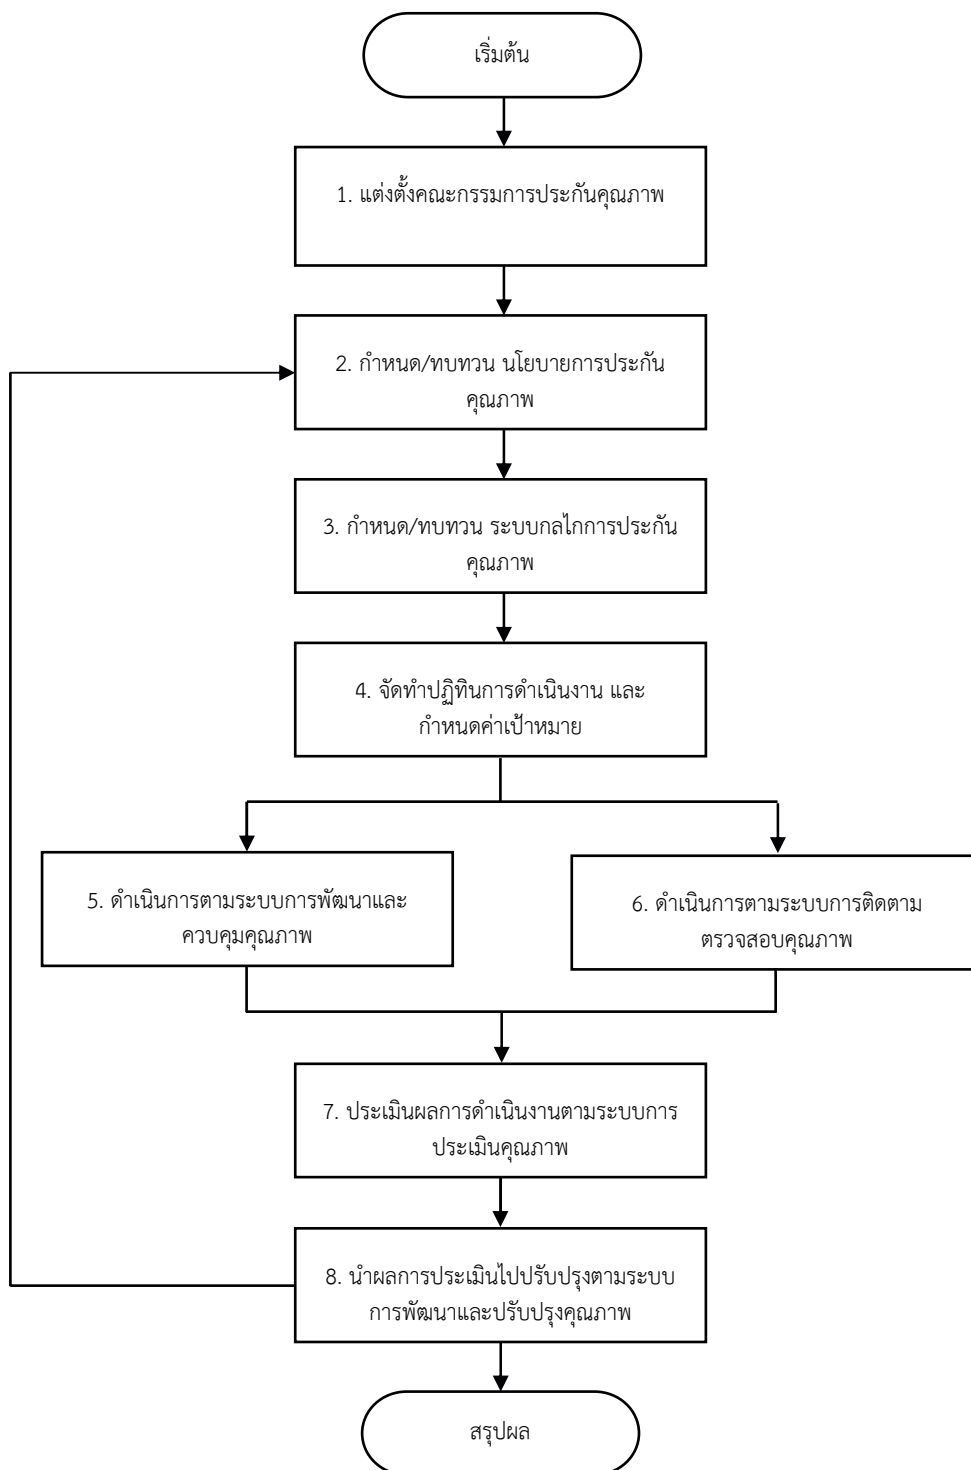 เริ่มต้น
1. แต่งตั้งคณะกรรมการประกันคุณภาพ
2. กำหนด/ทบทวน นโยบายการประกัน
คุณภาพ
3. กำหนด/ทบทวน ระบบกลไกการประกัน
คุณภาพ
4. จัดทำปฏิทินการดำเนินงาน และ
กำหนดค่าเป้าหมาย
5. ดำเนินการตามระบบการพัฒนาและ
ควบคุมคุณภาพ
6. ดำเนินการตามระบบการติดตาม
ตรวจสอบคุณภาพ
7. ประเมินผลการดำเนินงานตามระบบการ
ประเมินคุณภาพ
8. นำผลการประเมินไปปรับปรุงตามระบบ
การพัฒนาและปรับปรุงคุณภาพ
สรุปผล